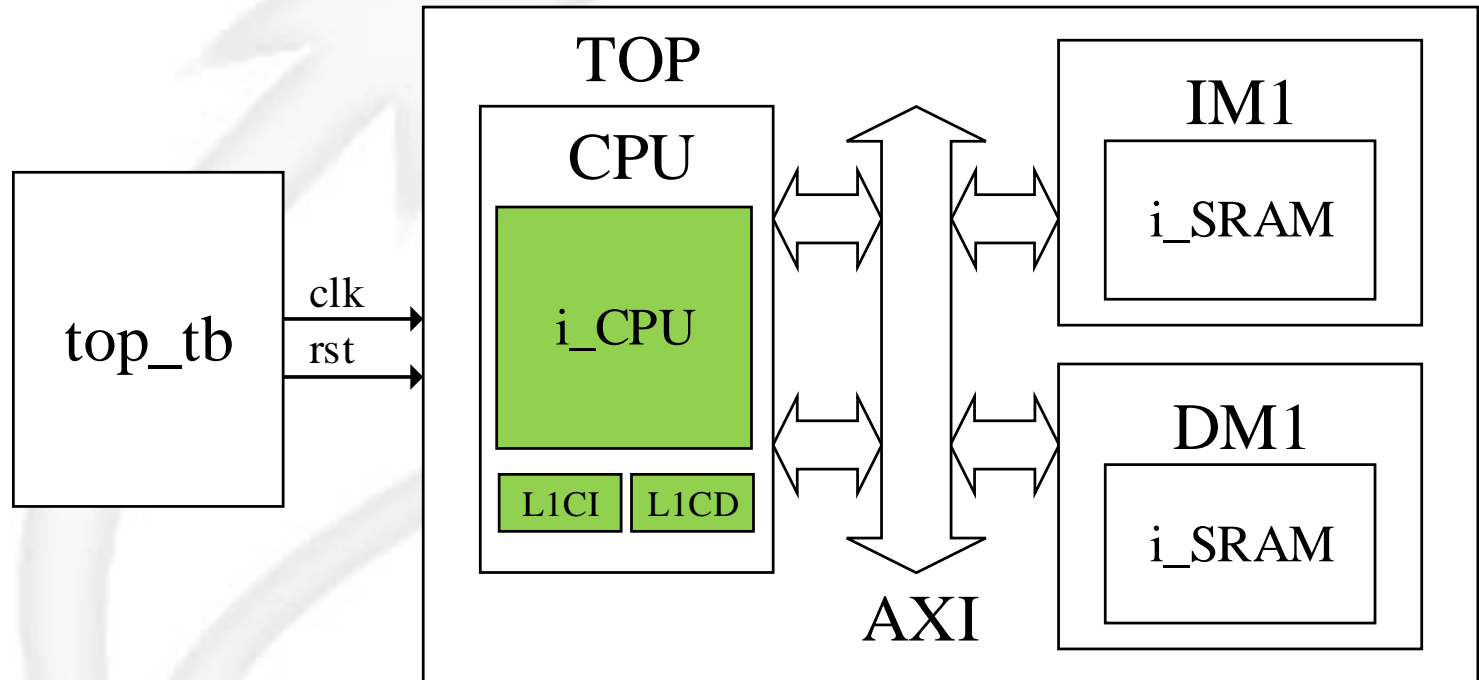 top_tb
clk
rst
TOP
CPU
i_CPU
L1CI
L1CD
AXI
IM1
i_SRAM
DM1
i_SRAM